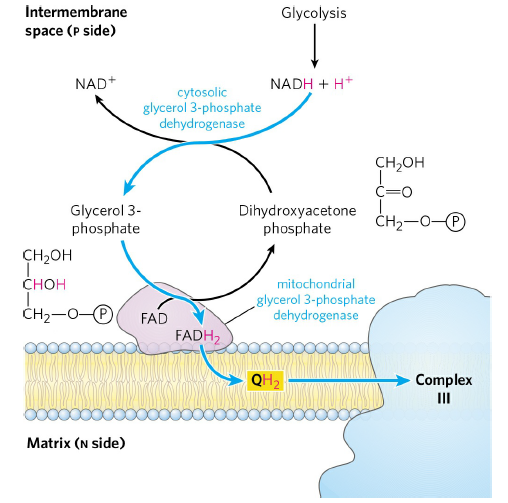 Intermembrane
space (P side)
Glycolysis
NAD⁺
NADH + H⁺
cytosolic
glycerol 3-phosphate
dehydrogenase
CH₂OH
C=O
CH₂—O—P
Glycerol 3-
phosphate
Dihydroxyacetone
phosphate
CH₂OH
CHOH
CH₂—O—P
mitochondrial
glycerol 3-phosphate
dehydrogenase
FAD
FADH₂
QH₂
Complex
III
Matrix (N side)